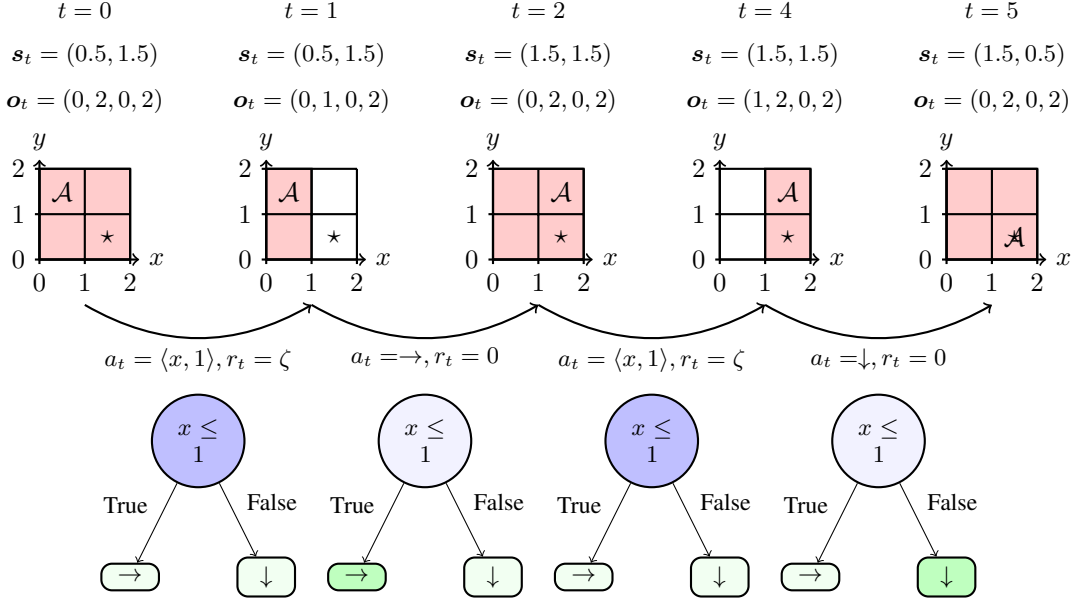 t = 0 t = 1 t = 2 t = 4 t = 5
s_t = (0.5, 1.5) s_t = (0.5, 1.5) s_t = (1.5, 1.5) s_t = (1.5, 1.5) s_t = (1.5, 0.5)
o_t = (0, 2, 0, 2) o_t = (0, 1, 0, 2) o_t = (0, 2, 0, 2) o_t = (1, 2, 0, 2) o_t = (0, 2, 0, 2)
y y y y y
2 2 2 2 2
𝒜 𝒜 𝒜 𝒜
1 1 1 1 1
⋆ ⋆ ⋆ ⋆ ⋆ 𝒜
0 x 0 x 0 x 0 x 0 x
0 1 2 0 1 2 0 1 2 0 1 2 0 1 2
a_t = ⟨x, 1⟩, r_t = ζ a_t =→, r_t = 0 a_t = ⟨x, 1⟩, r_t = ζ a_t =↓, r_t = 0
x ≤ x ≤ x ≤ x ≤
1 1 1 1
True False True False True False True False
→ ↓ → ↓ → ↓ → ↓